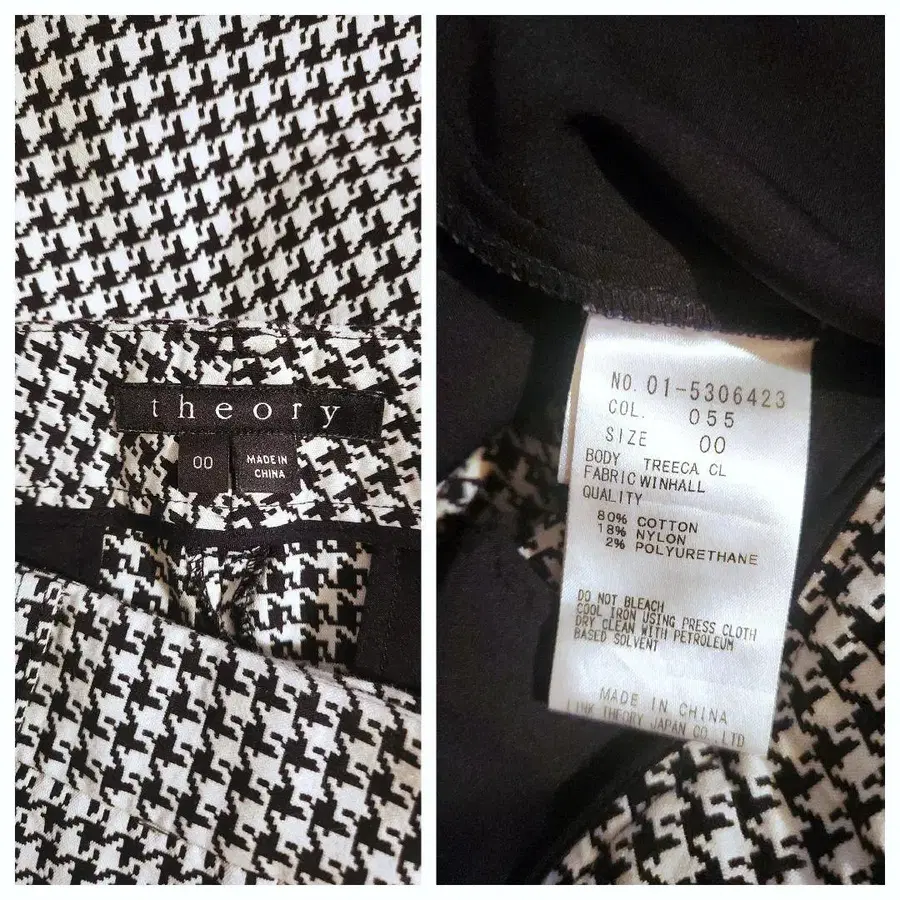 theory
00
MADE IN
CHINA
NO. 01-5306423
COL. 055
SIZE 00
BODY TREECA CL
FABRIC WINHALL
QUALITY
80% COTTON
18% NYLON
2% POLYURETHANE
DO NOT BLEACH
COOL IRON USING PRESS CLOTH
DRY CLEAN WITH PETROLEUM
BASED SOLVENT
MADE IN CHINA
LINK THEORY JAPAN CO., LTD